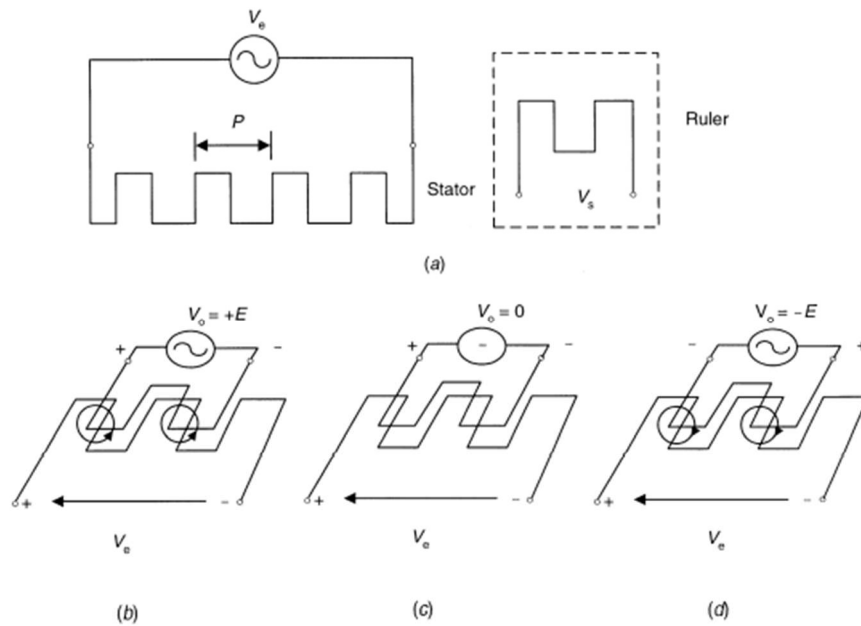 Ve
P
Ruler
Stator
Vs
(a)
Vo = +E
Vo = 0
Vo = −E
+ −
+ − −
− +
+ −
+ −
+ −
Ve
Ve
Ve
(b)
(c)
(d)